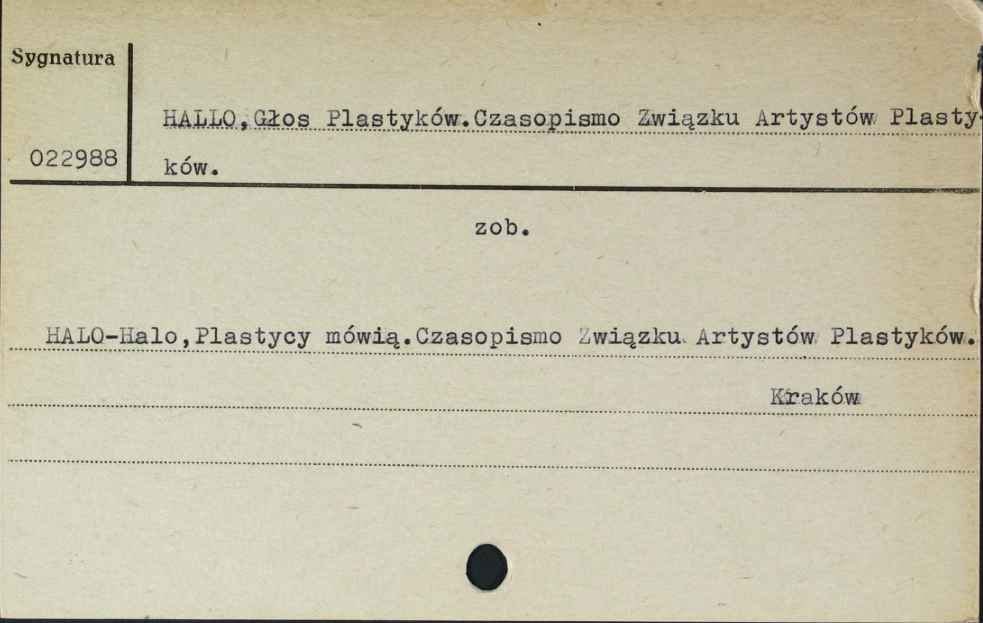 Sygnatura
HALLO,Głos Plastyków.Czasopismo Związku Artystów Plasty-
022988
ków.
zob.
HALO-Halo,Plastycy mówią.Czasopismo Związku Artystów Plastyków.
Kraków